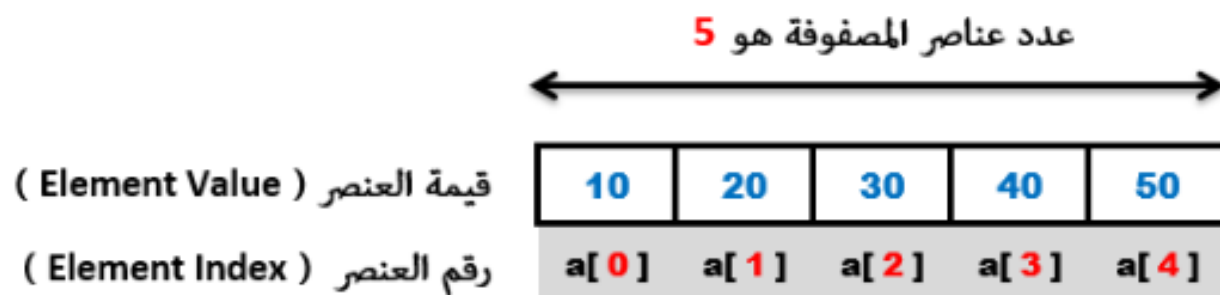 عدد عناصر المصفوفة هو 5
قيمة العنصر ( Element Value ) 10 20 30 40 50
رقم العنصر ( Element Index ) a[ 0 ] a[ 1 ] a[ 2 ] a[ 3 ] a[ 4 ]